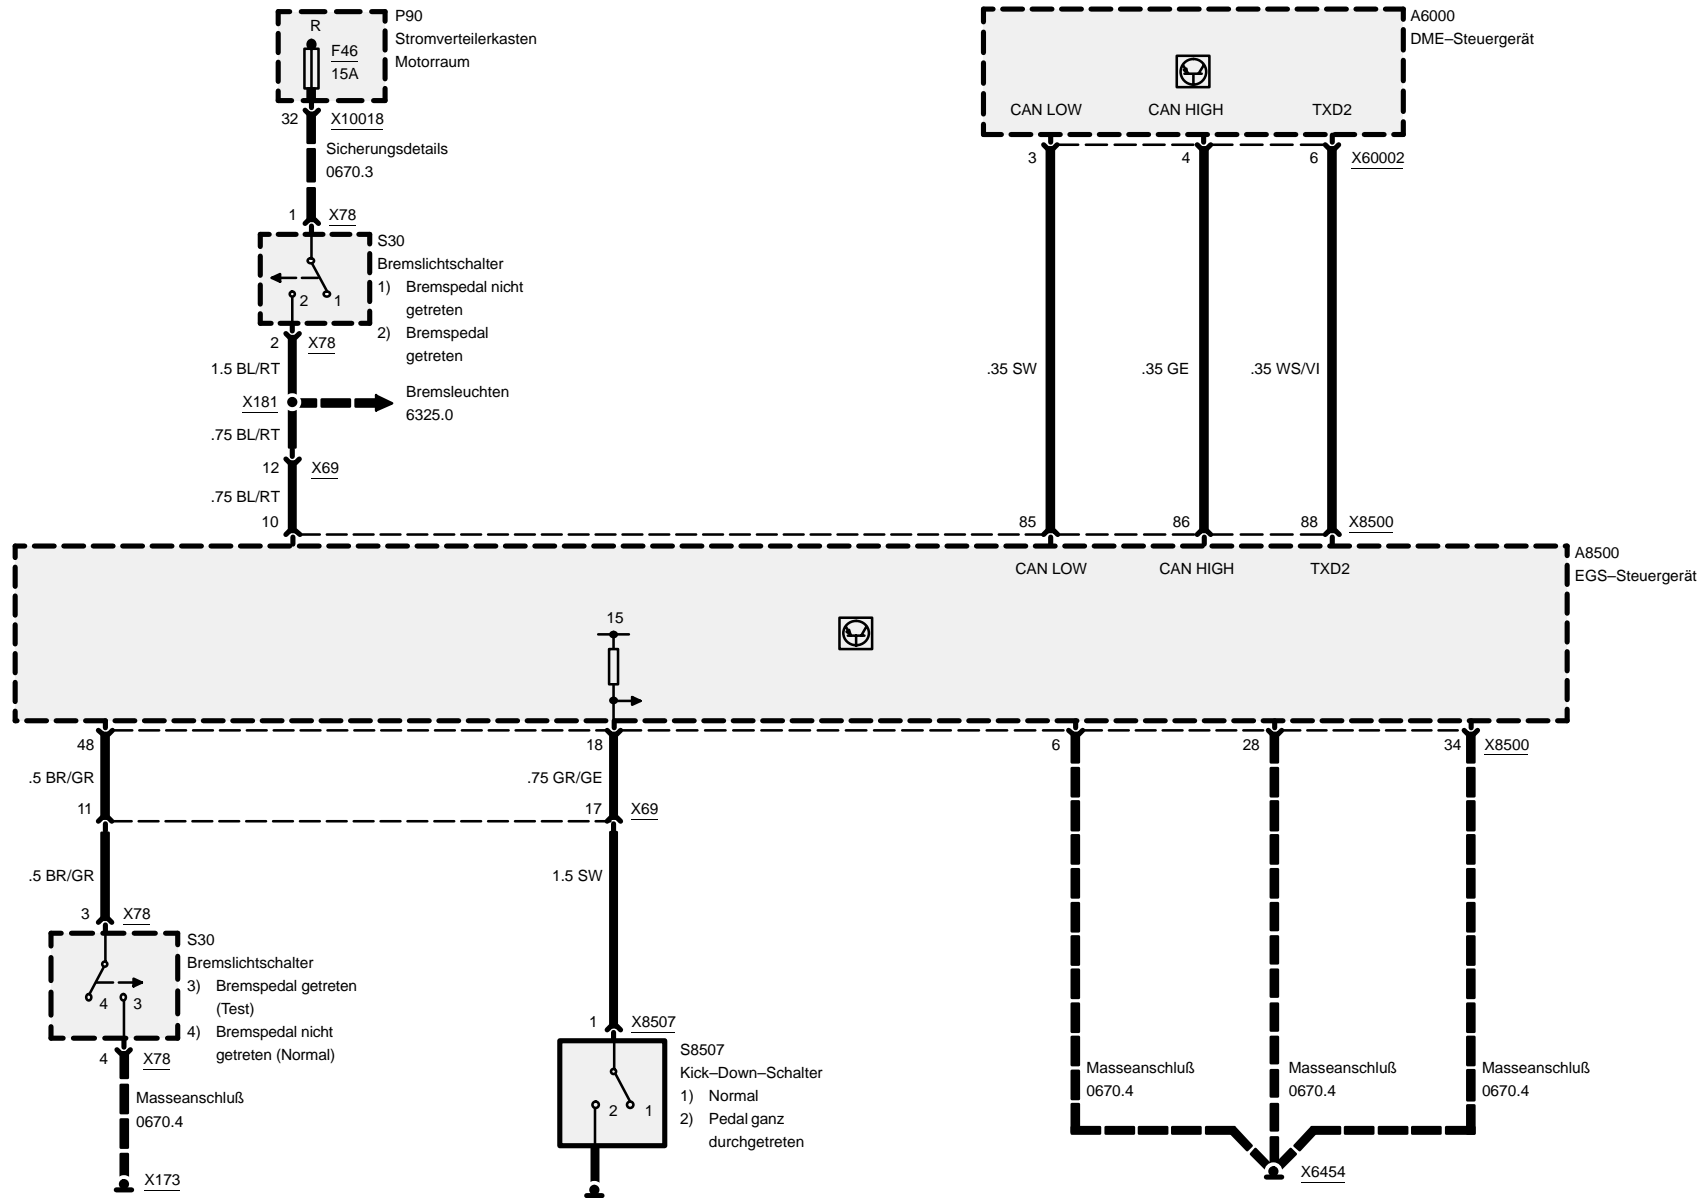 P90
Stromverteilerkasten
Motorraum
R
F46
15A
32 X10018
Sicherungsdetails
0670.3
1 X78
S30
Bremslichtschalter
1) Bremspedal nicht
getreten
2) Bremspedal
getreten
2 1
2 X78
1.5 BL/RT
X181
Bremsleuchten
6325.0
.75 BL/RT
12 X69
.75 BL/RT
10
A6000
DME–Steuergerät
CAN LOW CAN HIGH TXD2
3 4 6 X60002
.35 SW .35 GE .35 WS/VI
85 86 88 X8500
A8500
EGS–Steuergerät
CAN LOW CAN HIGH TXD2
15
48 18 6 28 34 X8500
.5 BR/GR .75 GR/GE
11 17 X69
.5 BR/GR 1.5 SW
3 X78
S30
Bremslichtschalter
3) Bremspedal getreten
(Test)
4) Bremspedal nicht
getreten (Normal)
4 3
4 X78
Masseanschluß
0670.4
X173
1 X8507
S8507
Kick–Down–Schalter
1) Normal
2) Pedal ganz
durchgetreten
2 1
Masseanschluß
0670.4
Masseanschluß
0670.4
Masseanschluß
0670.4
X6454